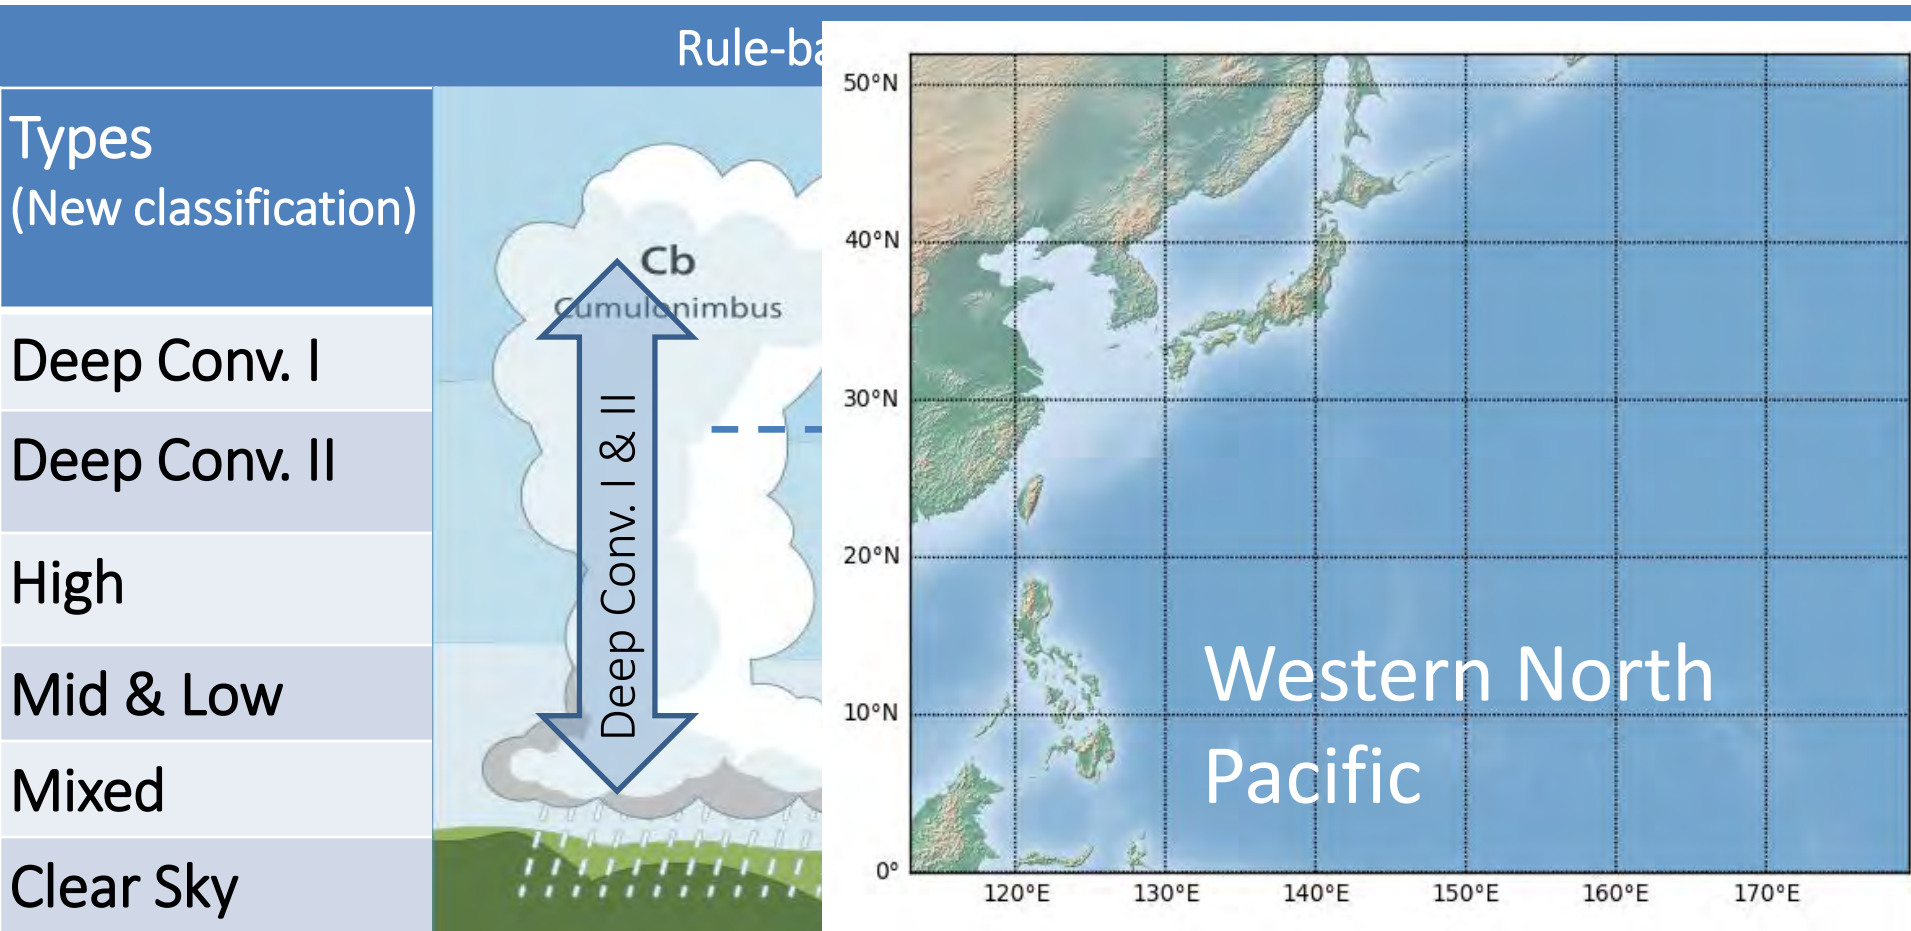 Rule-ba
Types
(New classification)
Deep Conv. I
Deep Conv. II
High
Mid & Low
Mixed
Clear Sky
Cb
Cumulonimbus
Deep Conv. I & II
50°N
40°N
30°N
20°N
10°N
0°
120°E 130°E 140°E 150°E 160°E 170°E
Western North
Pacific